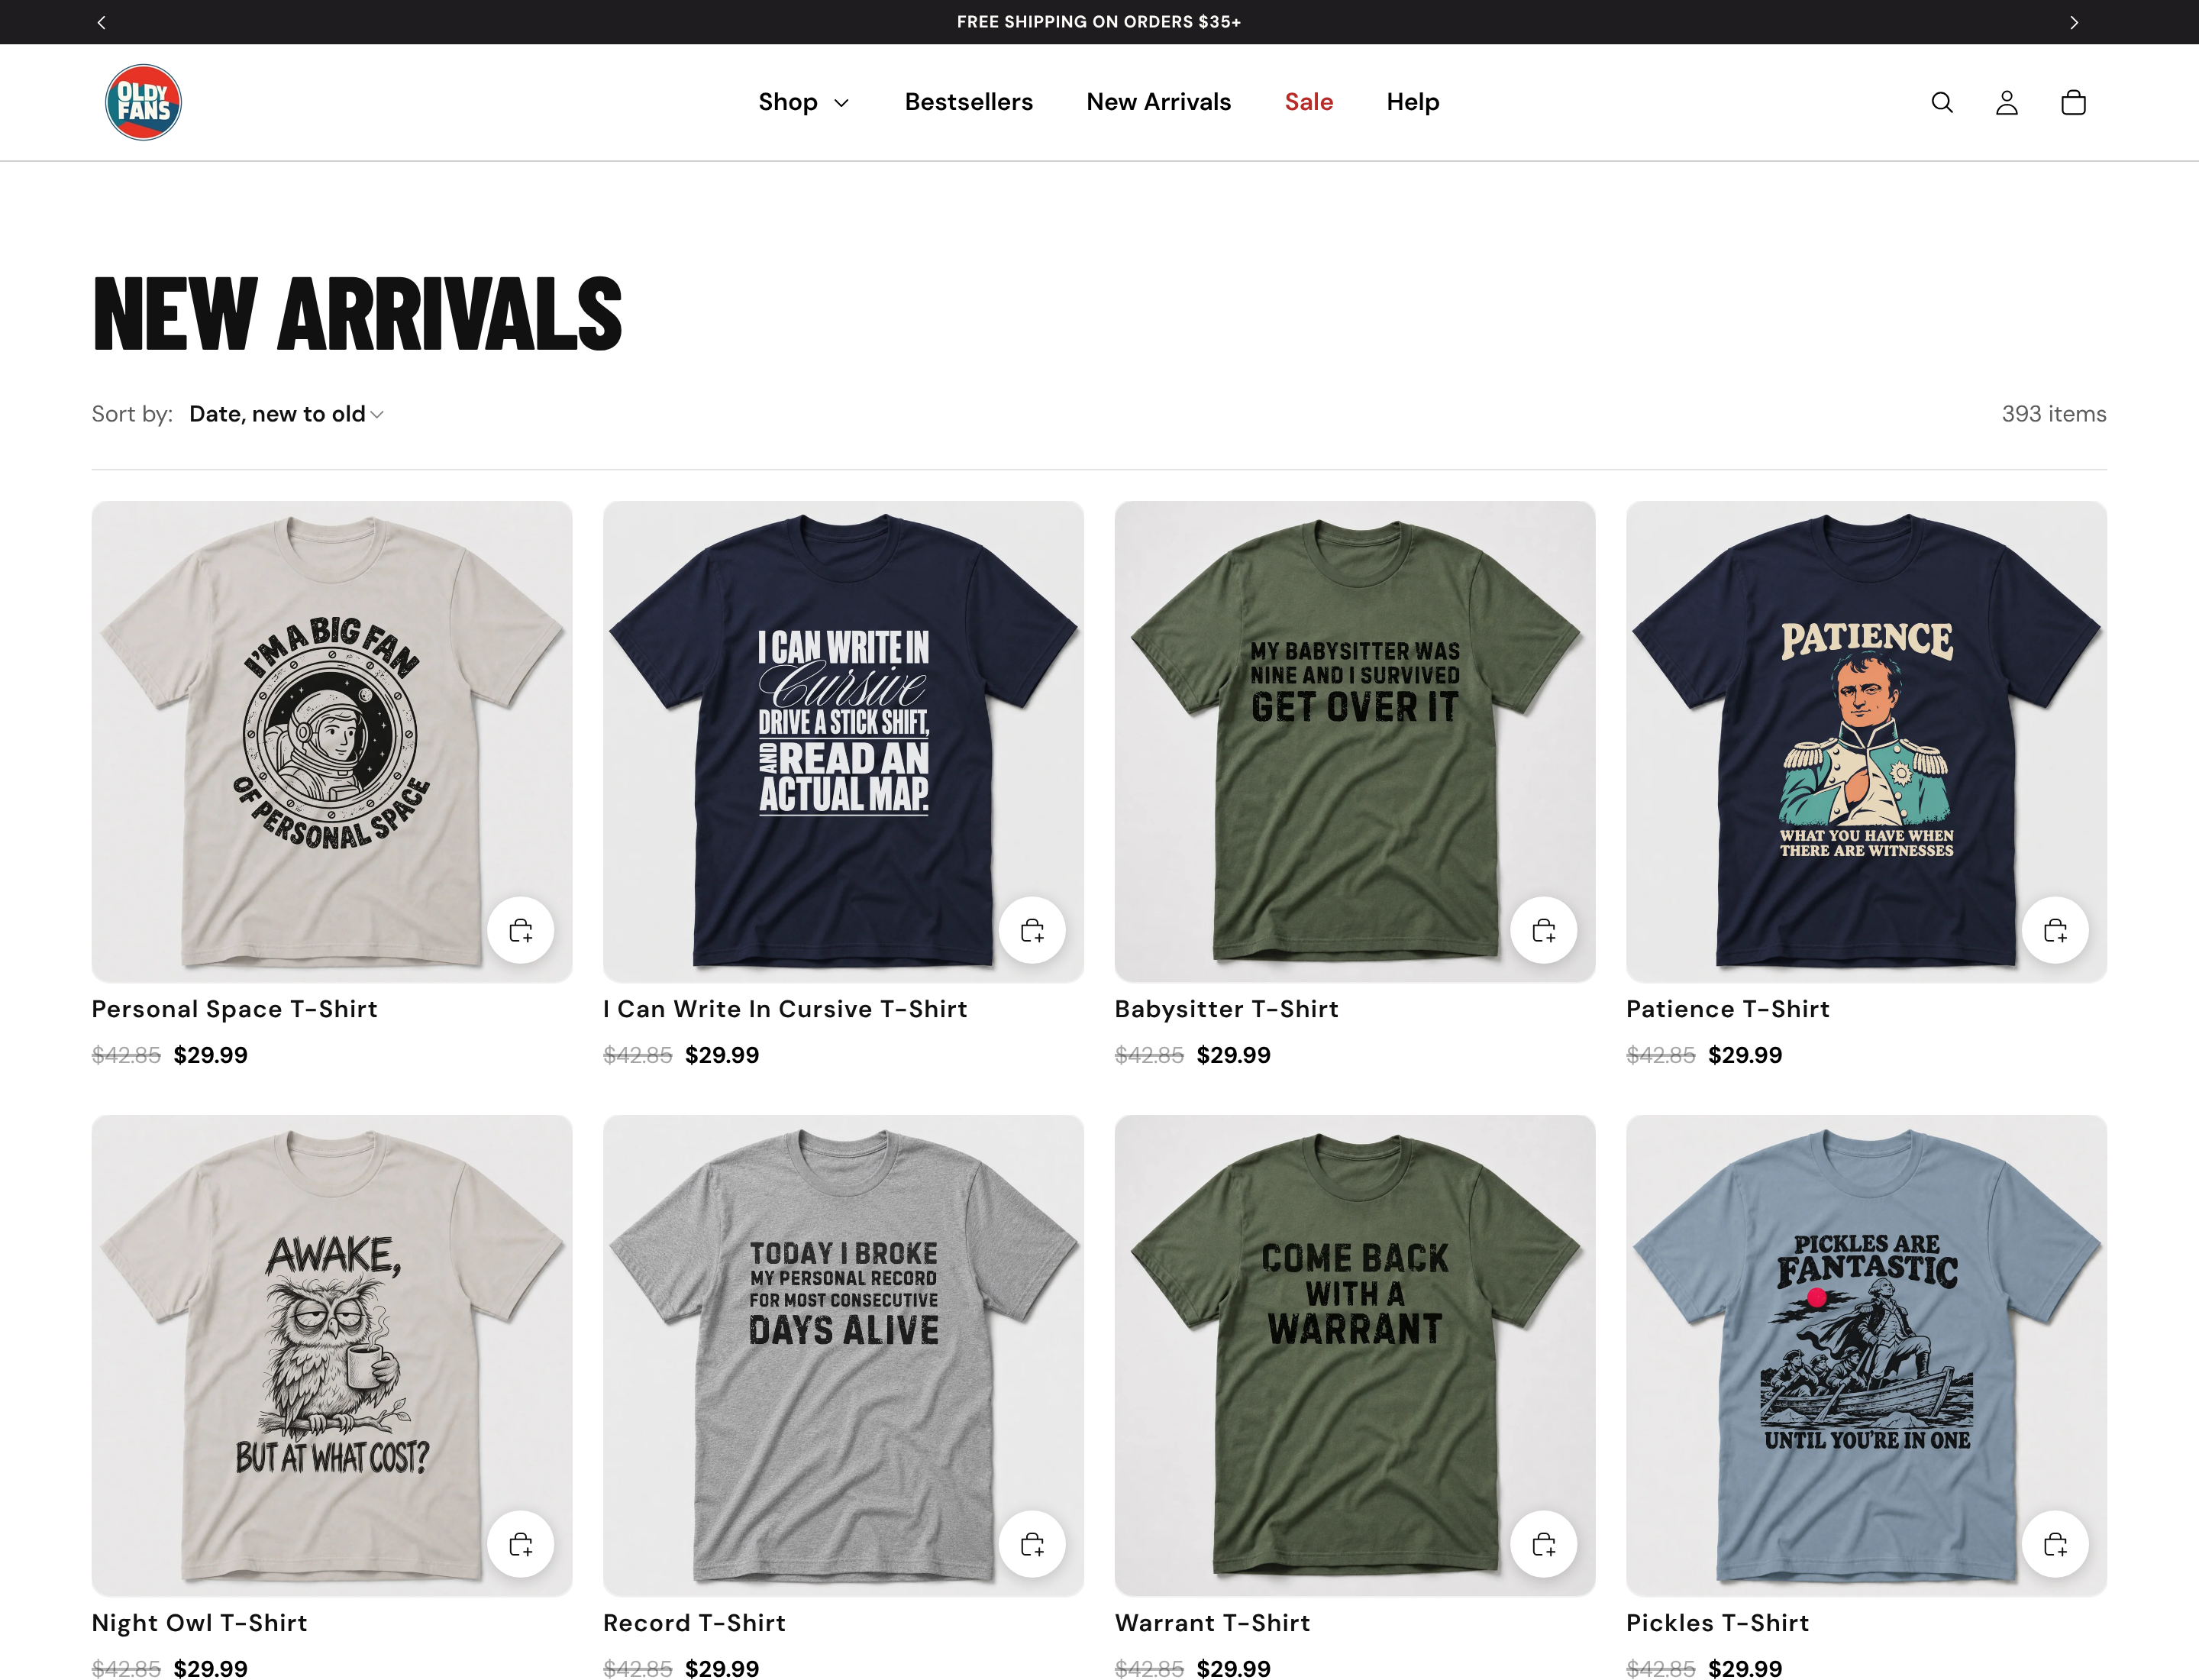 FREE SHIPPING ON ORDERS $35+
OLDY
FANS
Shop
Bestsellers
New Arrivals
Sale
Help
NEW ARRIVALS
Sort by: Date, new to old
393 items
I'M A BIG FAN
OF PERSONAL SPACE
I CAN WRITE IN
Cursive
DRIVE A STICK SHIFT,
AND READ AN
ACTUAL MAP.
MY BABYSITTER WAS
NINE AND I SURVIVED
GET OVER IT
PATIENCE
WHAT YOU HAVE WHEN
THERE ARE WITNESSES
Personal Space T-Shirt
$42.85 $29.99
I Can Write In Cursive T-Shirt
$42.85 $29.99
Babysitter T-Shirt
$42.85 $29.99
Patience T-Shirt
$42.85 $29.99
AWAKE,
BUT AT WHAT COST?
TODAY I BROKE
MY PERSONAL RECORD
FOR MOST CONSECUTIVE
DAYS ALIVE
COME BACK
WITH A
WARRANT
PICKLES ARE
FANTASTIC
UNTIL YOU'RE IN ONE
Night Owl T-Shirt
$42.85 $29.99
Record T-Shirt
$42.85 $29.99
Warrant T-Shirt
$42.85 $29.99
Pickles T-Shirt
$42.85 $29.99